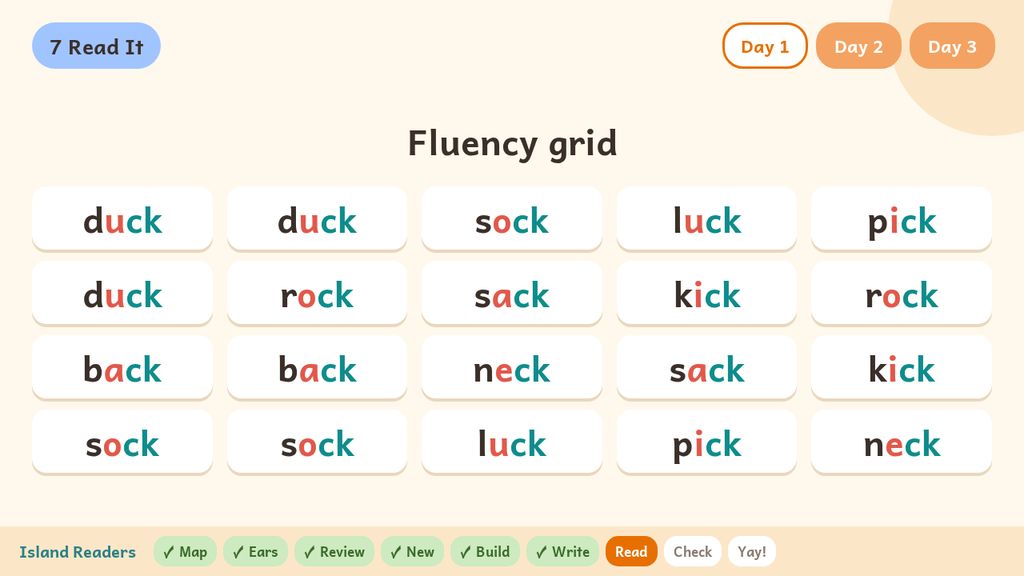 7 Read It
Day 1 Day 2 Day 3
Fluency grid
duck duck sock luck pick
duck rock sack kick rock
back back neck sack kick
sock sock luck pick neck
Island Readers ✓ Map ✓ Ears ✓ Review ✓ New ✓ Build ✓ Write Read Check Yay!